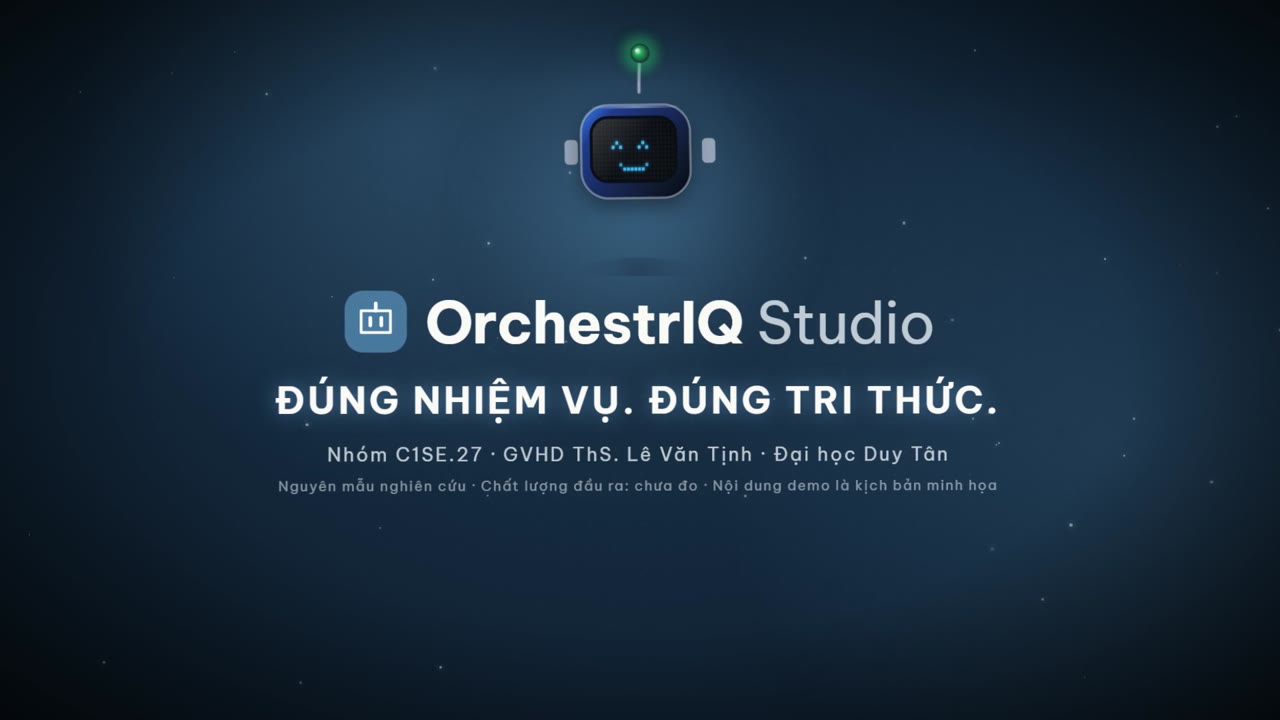 OrchestrIQ Studio
ĐÚNG NHIỆM VỤ. ĐÚNG TRI THỨC.
Nhóm C1SE.27 · GVHD ThS. Lê Văn Tịnh · Đại học Duy Tân
Nguyên mẫu nghiên cứu · Chất lượng đầu ra: chưa đo · Nội dung demo là kịch bản minh họa